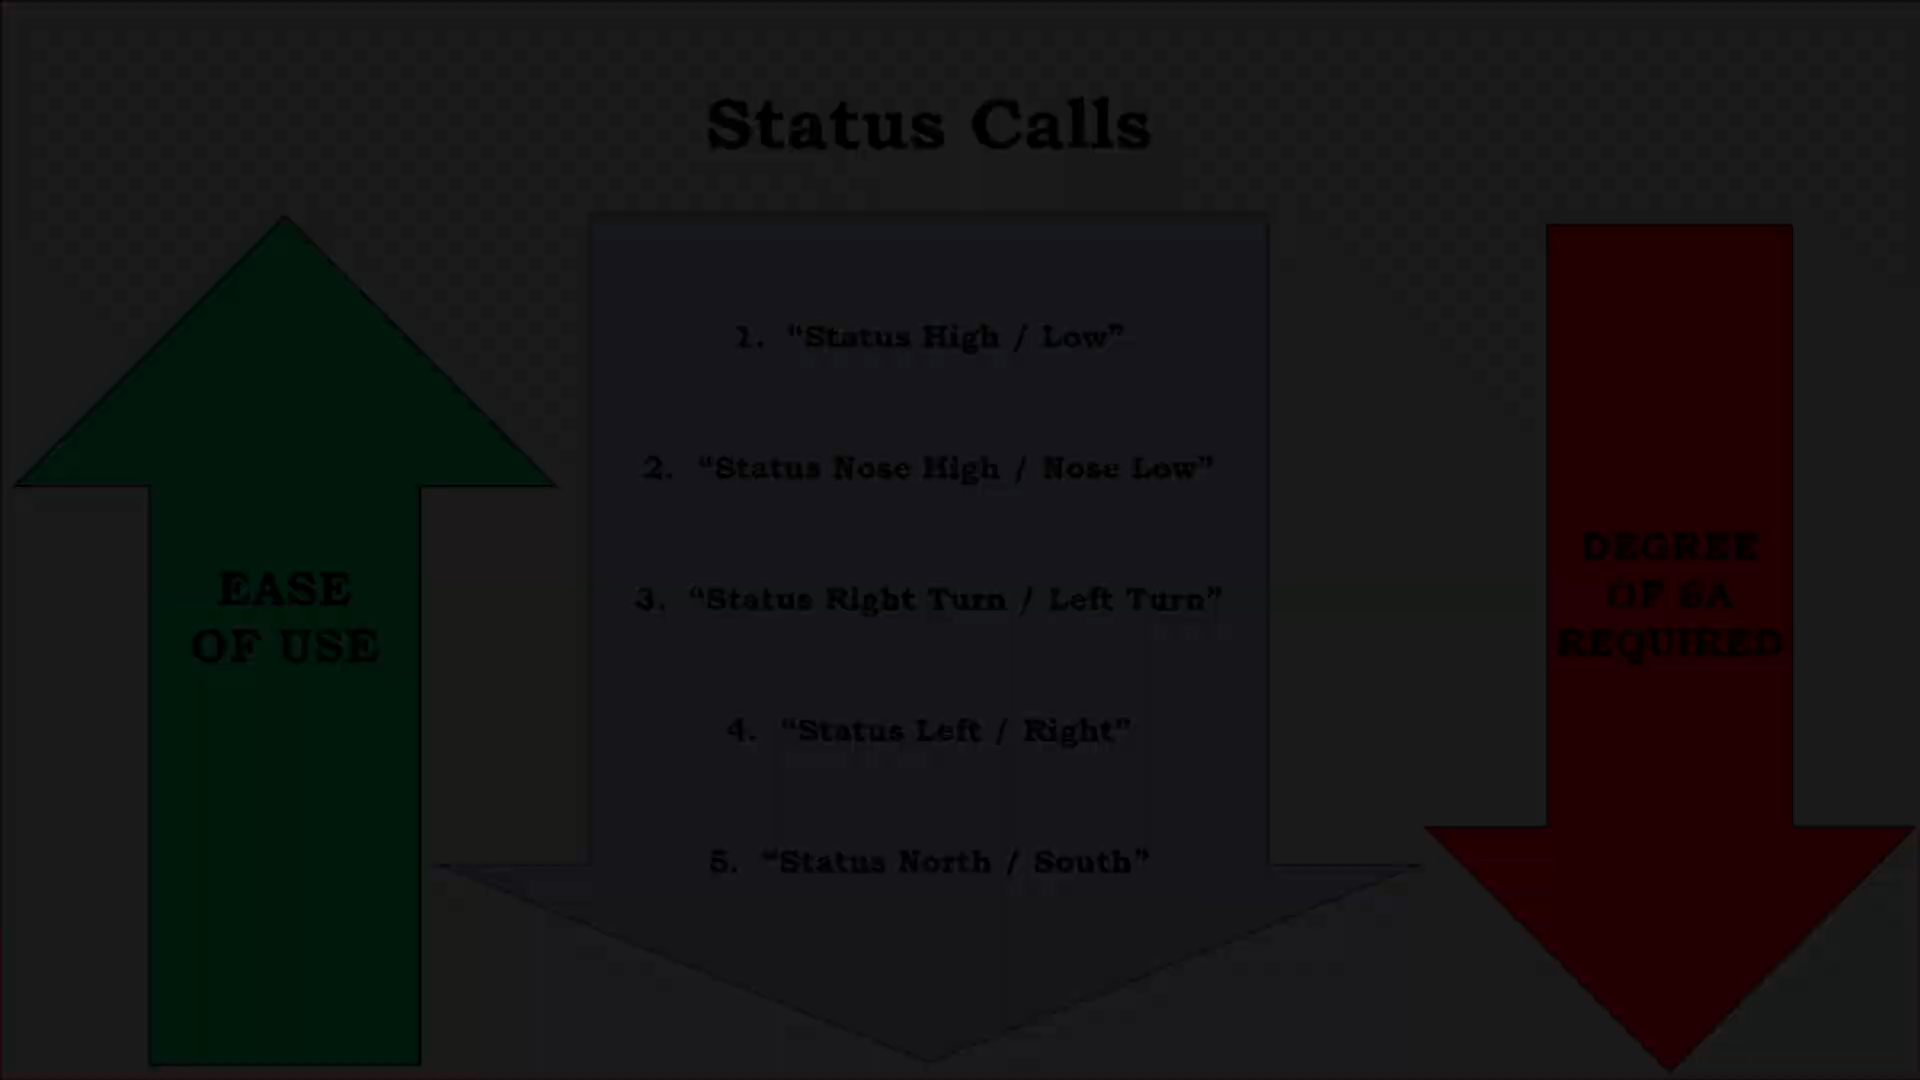 Status Calls
EASE
OF USE
1. “Status High / Low”
2. “Status Nose High / Nose Low”
3. “Status Right Turn / Left Turn”
4. “Status Left / Right”
5. “Status North / South”
DEGREE
OF SA
REQUIRED